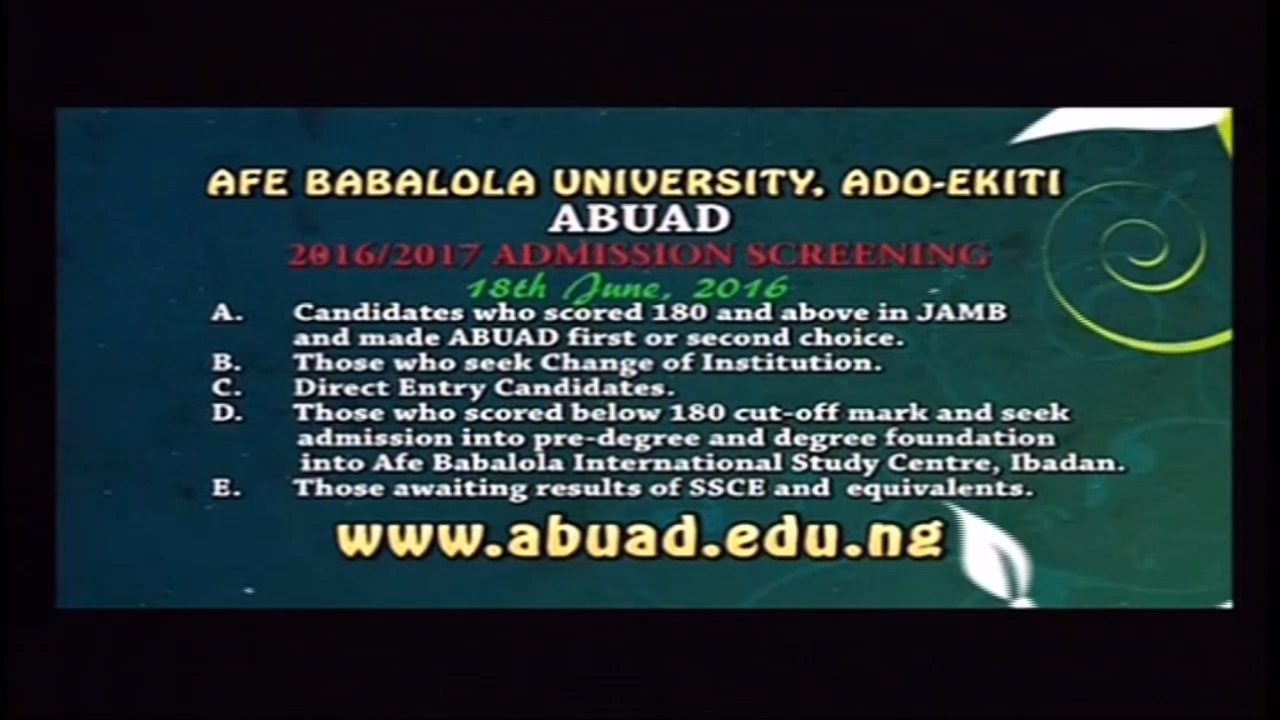 AFE BABALOLA UNIVERSITY, ADO-EKITI
ABUAD
2016/2017 ADMISSION SCREENING
18th June, 2016
A. Candidates who scored 180 and above in JAMB
and made ABUAD first or second choice.
B. Those who seek Change of Institution.
C. Direct Entry Candidates.
D. Those who scored below 180 cut-off mark and seek
admission into pre-degree and degree foundation
into Afe Babalola International Study Centre, Ibadan.
E. Those awaiting results of SSCE and equivalents.
www.abuad.edu.ng